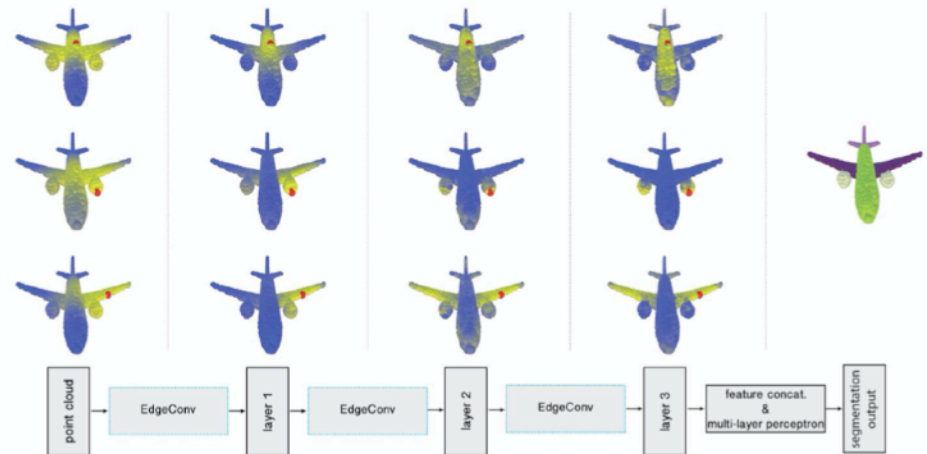 point cloud
EdgeConv
layer 1
EdgeConv
layer 2
EdgeConv
layer 3
feature concat.
&
multi-layer perceptron
segmentation
output